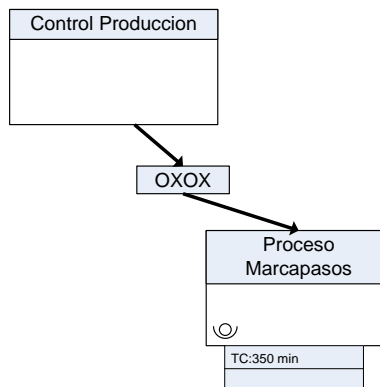 Control Produccion
OXOX
Proceso
Marcapasos
TC:350 min